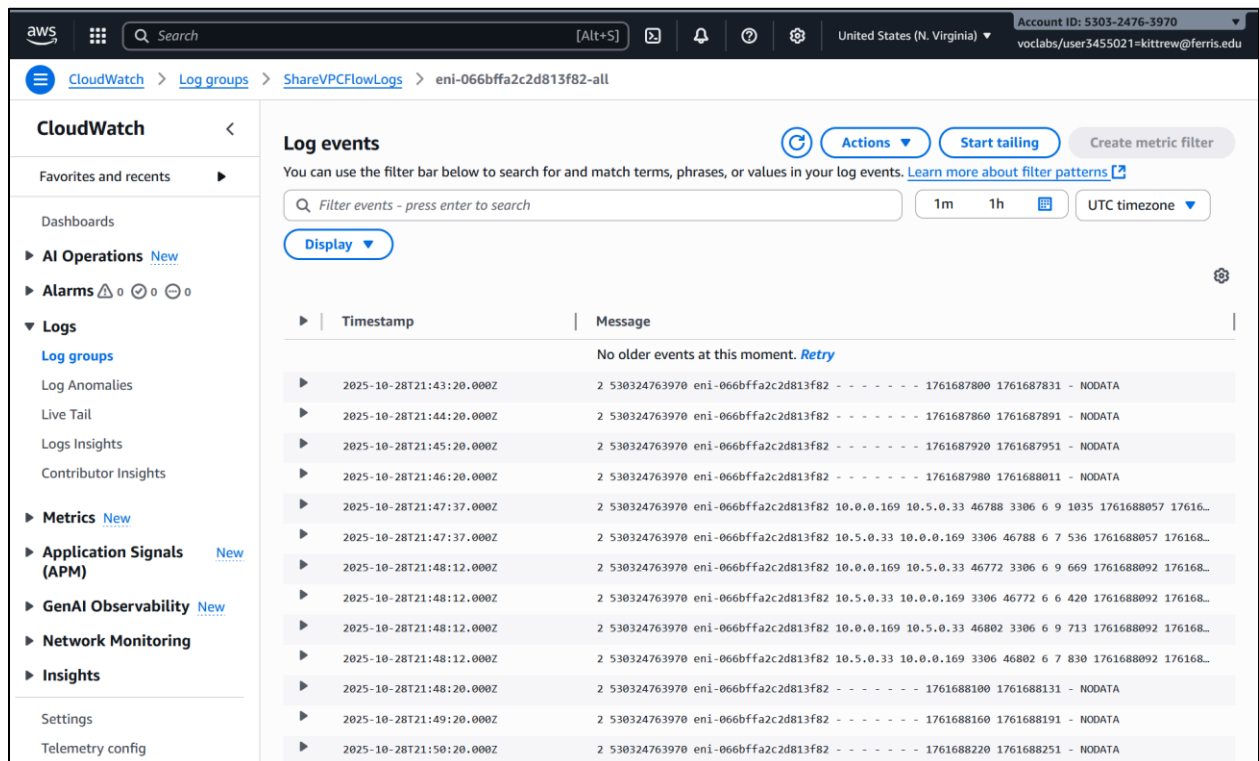 aws
Search [Alt+S] United States (N. Virginia) ▼ Account ID: 5303-2476-3970 ▼
voclabs/user3455021=kittrew@ferris.edu
CloudWatch > Log groups > ShareVPCFlowLogs > eni-066bffa2c2d813f82-all
CloudWatch
Favorites and recents
Dashboards
AI Operations New
Alarms 0 0 0
Logs
Log groups
Log Anomalies
Live Tail
Logs Insights
Contributor Insights
Metrics New
Application Signals (APM) New
GenAI Observability New
Network Monitoring
Insights
Settings
Telemetry config
Log events
Actions ▼ Start tailing Create metric filter
You can use the filter bar below to search for and match terms, phrases, or values in your log events. Learn more about filter patterns
Filter events - press enter to search 1m 1h UTC timezone ▼
Display ▼
Timestamp Message
No older events at this moment. Retry
2025-10-28T21:43:20.000Z 2 530324763970 eni-066bffa2c2d813f82 - - - - - - - 1761687800 1761687831 - NODATA
2025-10-28T21:44:20.000Z 2 530324763970 eni-066bffa2c2d813f82 - - - - - - - 1761687860 1761687891 - NODATA
2025-10-28T21:45:20.000Z 2 530324763970 eni-066bffa2c2d813f82 - - - - - - - 1761687920 1761687951 - NODATA
2025-10-28T21:46:20.000Z 2 530324763970 eni-066bffa2c2d813f82 - - - - - - - 1761687980 1761688011 - NODATA
2025-10-28T21:47:37.000Z 2 530324763970 eni-066bffa2c2d813f82 10.0.0.169 10.5.0.33 46788 3306 6 9 1035 1761688057 17616…
2025-10-28T21:47:37.000Z 2 530324763970 eni-066bffa2c2d813f82 10.5.0.33 10.0.0.169 3306 46788 6 7 536 1761688057 176168…
2025-10-28T21:48:12.000Z 2 530324763970 eni-066bffa2c2d813f82 10.0.0.169 10.5.0.33 46772 3306 6 9 669 1761688092 176168…
2025-10-28T21:48:12.000Z 2 530324763970 eni-066bffa2c2d813f82 10.5.0.33 10.0.0.169 3306 46772 6 6 420 1761688092 176168…
2025-10-28T21:48:12.000Z 2 530324763970 eni-066bffa2c2d813f82 10.0.0.169 10.5.0.33 46802 3306 6 9 713 1761688092 176168…
2025-10-28T21:48:12.000Z 2 530324763970 eni-066bffa2c2d813f82 10.5.0.33 10.0.0.169 3306 46802 6 7 830 1761688092 176168…
2025-10-28T21:48:20.000Z 2 530324763970 eni-066bffa2c2d813f82 - - - - - - - 1761688100 1761688131 - NODATA
2025-10-28T21:49:20.000Z 2 530324763970 eni-066bffa2c2d813f82 - - - - - - - 1761688160 1761688191 - NODATA
2025-10-28T21:50:20.000Z 2 530324763970 eni-066bffa2c2d813f82 - - - - - - - 1761688220 1761688251 - NODATA